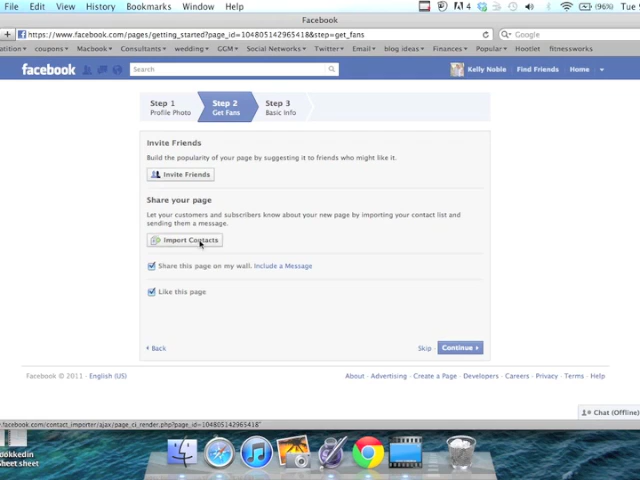 File Edit View History Bookmarks Window Help
4
(96%)
Tue
Facebook
https://www.facebook.com/pages/getting_started?page_id=104805142965418&step=get_fans
Google
coupons Macbook Consultants wedding GGM Social Networks Twitter Email blog ideas Finances Popular Hootlet fitnessworks
facebook
Search
Kelly Noble Find Friends Home
Step 1
Profile Photo
Step 2
Get Fans
Step 3
Basic Info
Invite Friends
Build the popularity of your page by suggesting it to friends who might like it.
Invite Friends
Share your page
Let your customers and subscribers know about your new page by importing your contact list and
sending them a message.
Import Contacts
Share this page on my wall. Include a Message
Like this page
Back
Skip
Continue
Facebook © 2011 · English (US)
About · Advertising · Create a Page · Developers · Careers · Privacy · Terms · Help
Chat (Offline)
.facebook.com/contact_importer/ajax/page_ci_render.php?page_id=104805142965418"
sheet.sheet